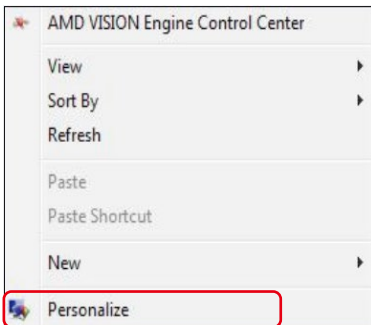 AMD VISION Engine Control Center
View
Sort By
Refresh
Paste
Paste Shortcut
New
Personalize